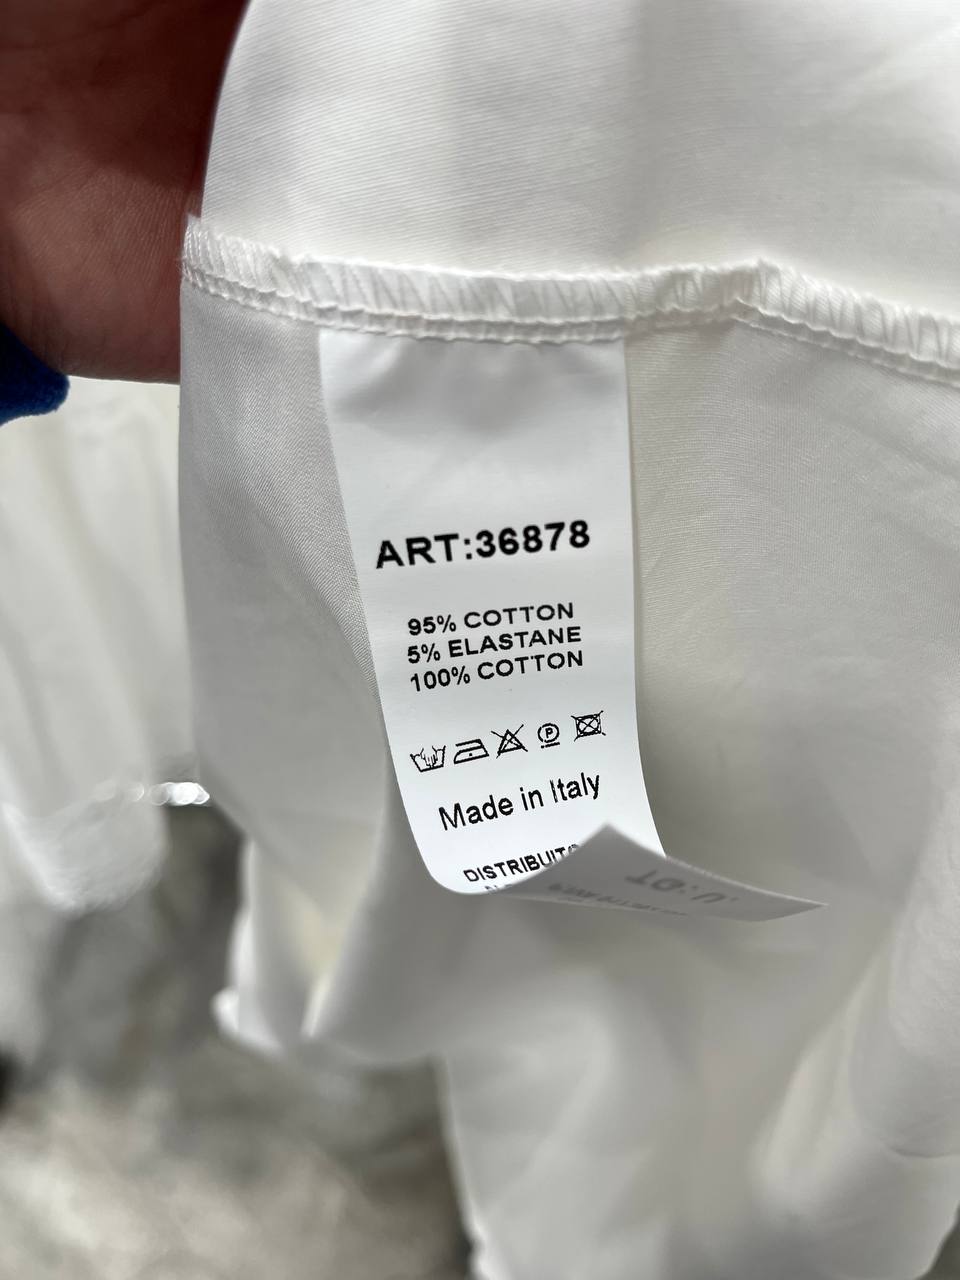 ART:36878
95% COTTON
5% ELASTANE
100% COTTON
P
Made in Italy